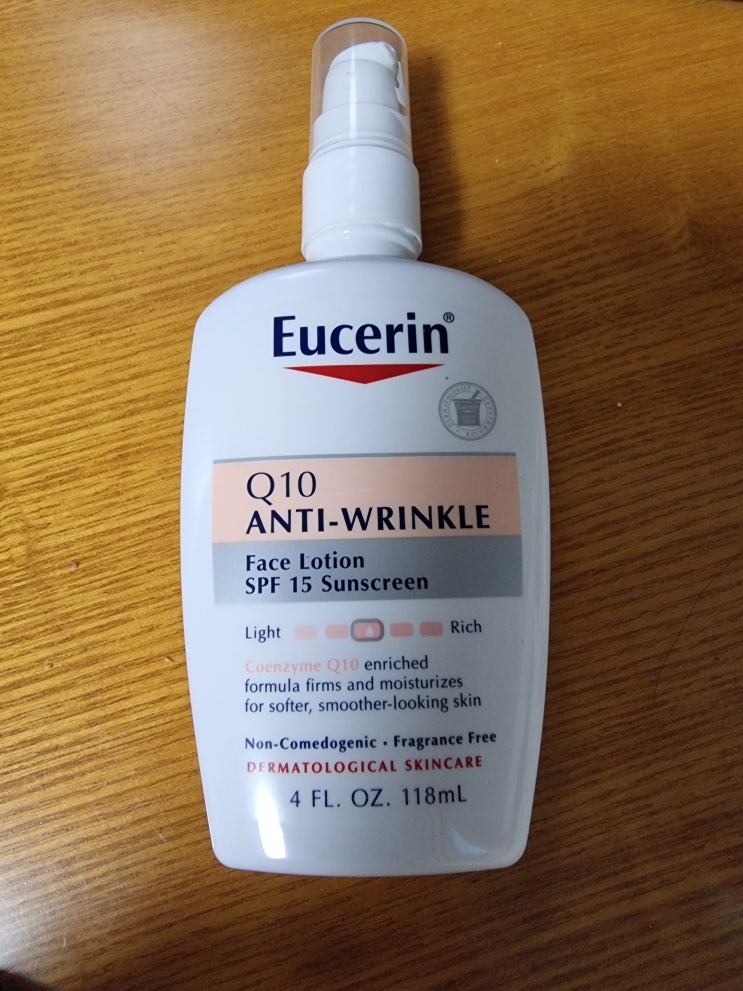 Eucerin®
Q10
ANTI-WRINKLE
Face Lotion
SPF 15 Sunscreen
Light Rich
Coenzyme Q10 enriched
formula firms and moisturizes
for softer, smoother-looking skin
Non-Comedogenic • Fragrance Free
DERMATOLOGICAL SKINCARE
4 FL. OZ. 118mL